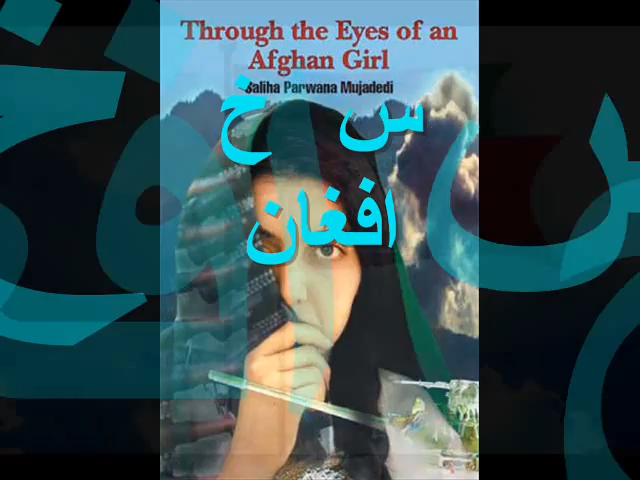 Through the Eyes of an
Afghan Girl
Saliha Parwana Mujadedi
س خ
افغان